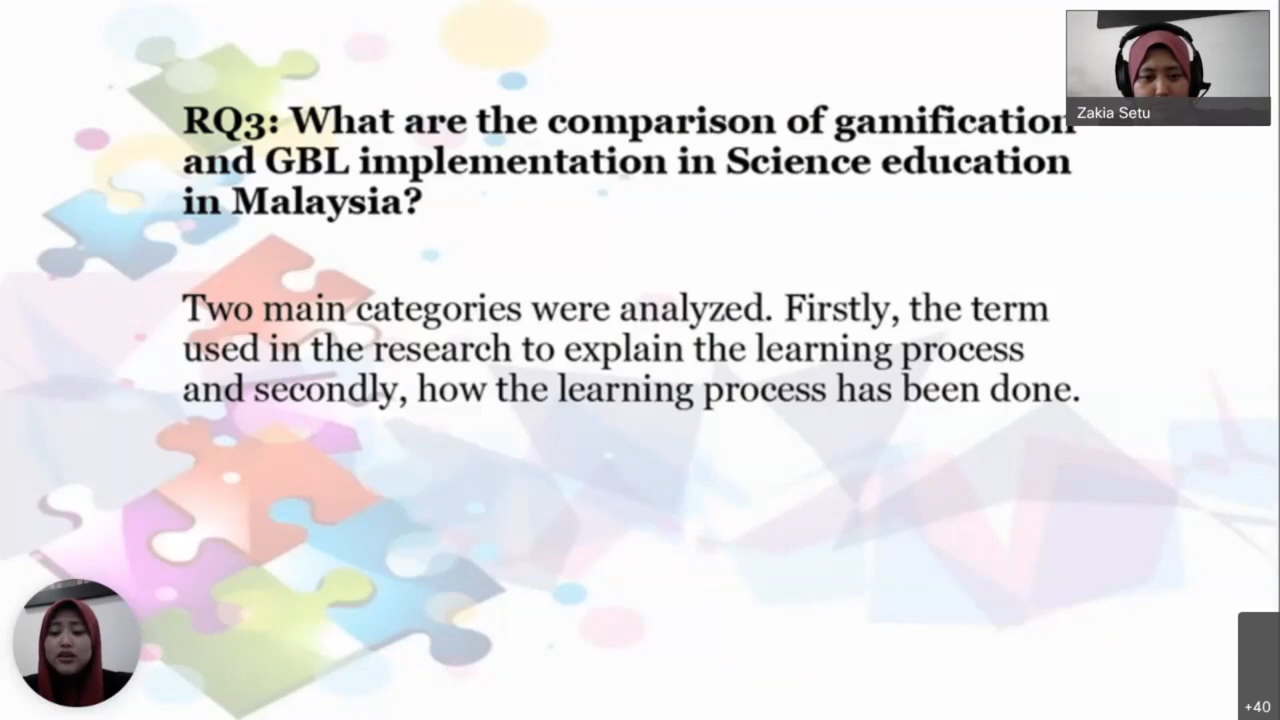 RQ3: What are the comparison of gamification
and GBL implementation in Science education
in Malaysia?
Zakia Setu
Two main categories were analyzed. Firstly, the term
used in the research to explain the learning process
and secondly, how the learning process has been done.
+40